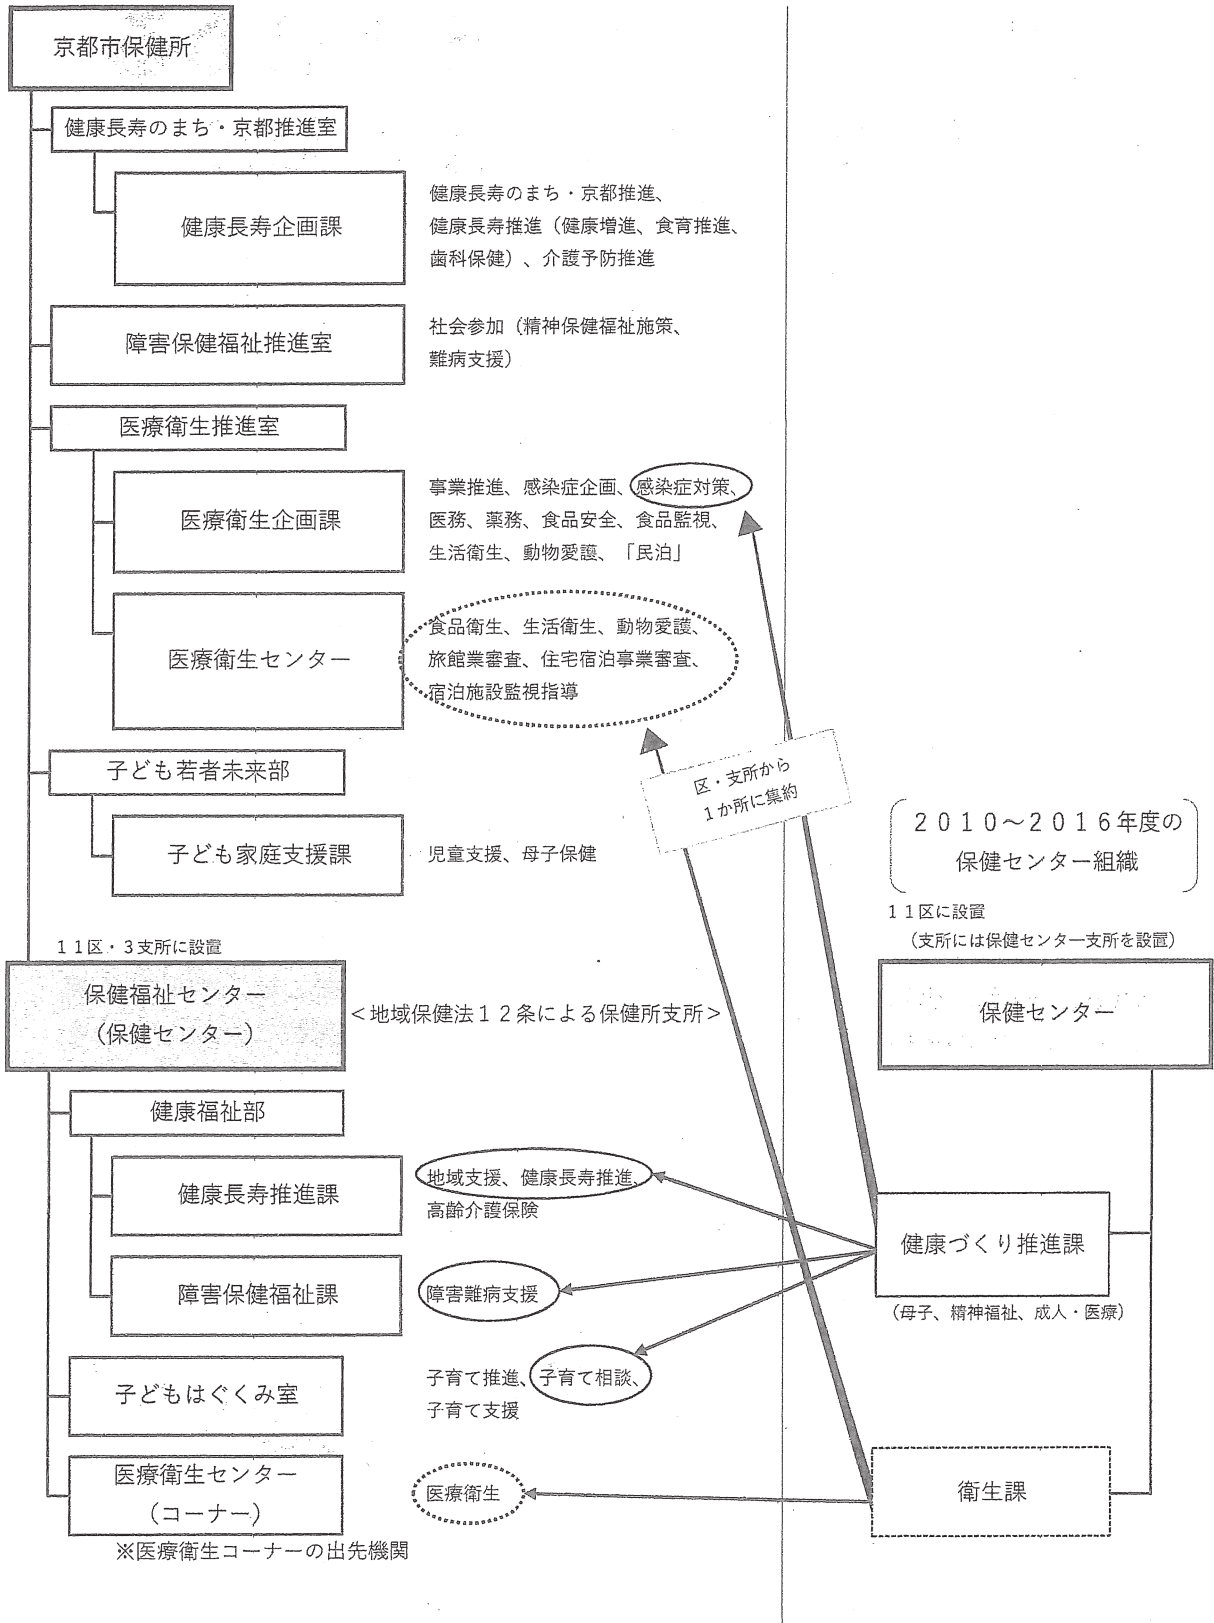 京都市保健所
健康長寿のまち・京都推進室
健康長寿企画課
健康長寿のまち・京都推進、
健康長寿推進（健康増進、食育推進、
歯科保健）、介護予防推進
障害保健福祉推進室
社会参加（精神保健福祉施策、
難病支援）
医療衛生推進室
医療衛生企画課
事業推進、感染症企画、感染症対策、
医務、薬務、食品安全、食品監視、
生活衛生、動物愛護、「民泊」
医療衛生センター
食品衛生、生活衛生、動物愛護、
旅館業審査、住宅宿泊事業審査、
宿泊施設監視指導
子ども若者未来部
子ども家庭支援課
児童支援、母子保健
区・支所から
１か所に集約
２０１０～２０１６年度の
保健センター組織
１１区に設置
（支所には保健センター支所を設置）
保健センター
１１区・３支所に設置
保健福祉センター
（保健センター）
＜地域保健法１２条による保健所支所＞
健康福祉部
健康長寿推進課
地域支援、健康長寿推進、
高齢介護保険
障害保健福祉課
障害難病支援
子どもはぐくみ室
子育て推進、子育て相談、
子育て支援
医療衛生センター
（コーナー）
医療衛生
※医療衛生コーナーの出先機関
健康づくり推進課
（母子、精神福祉、成人・医療）
衛生課